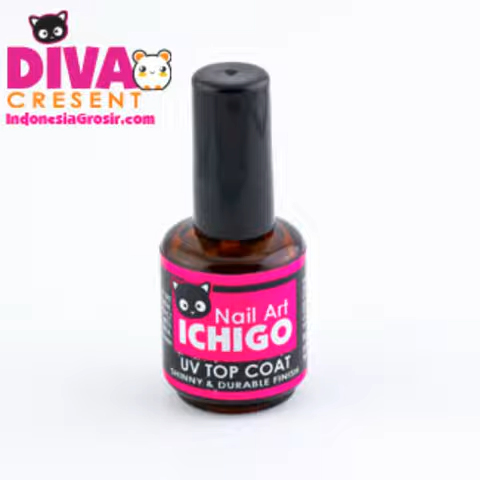 DIVA
CRESENT
IndonesiaGrosir.com
Nail Art
ICHIGO
UV TOP COAT
SHINNY & DURABLE FINISH